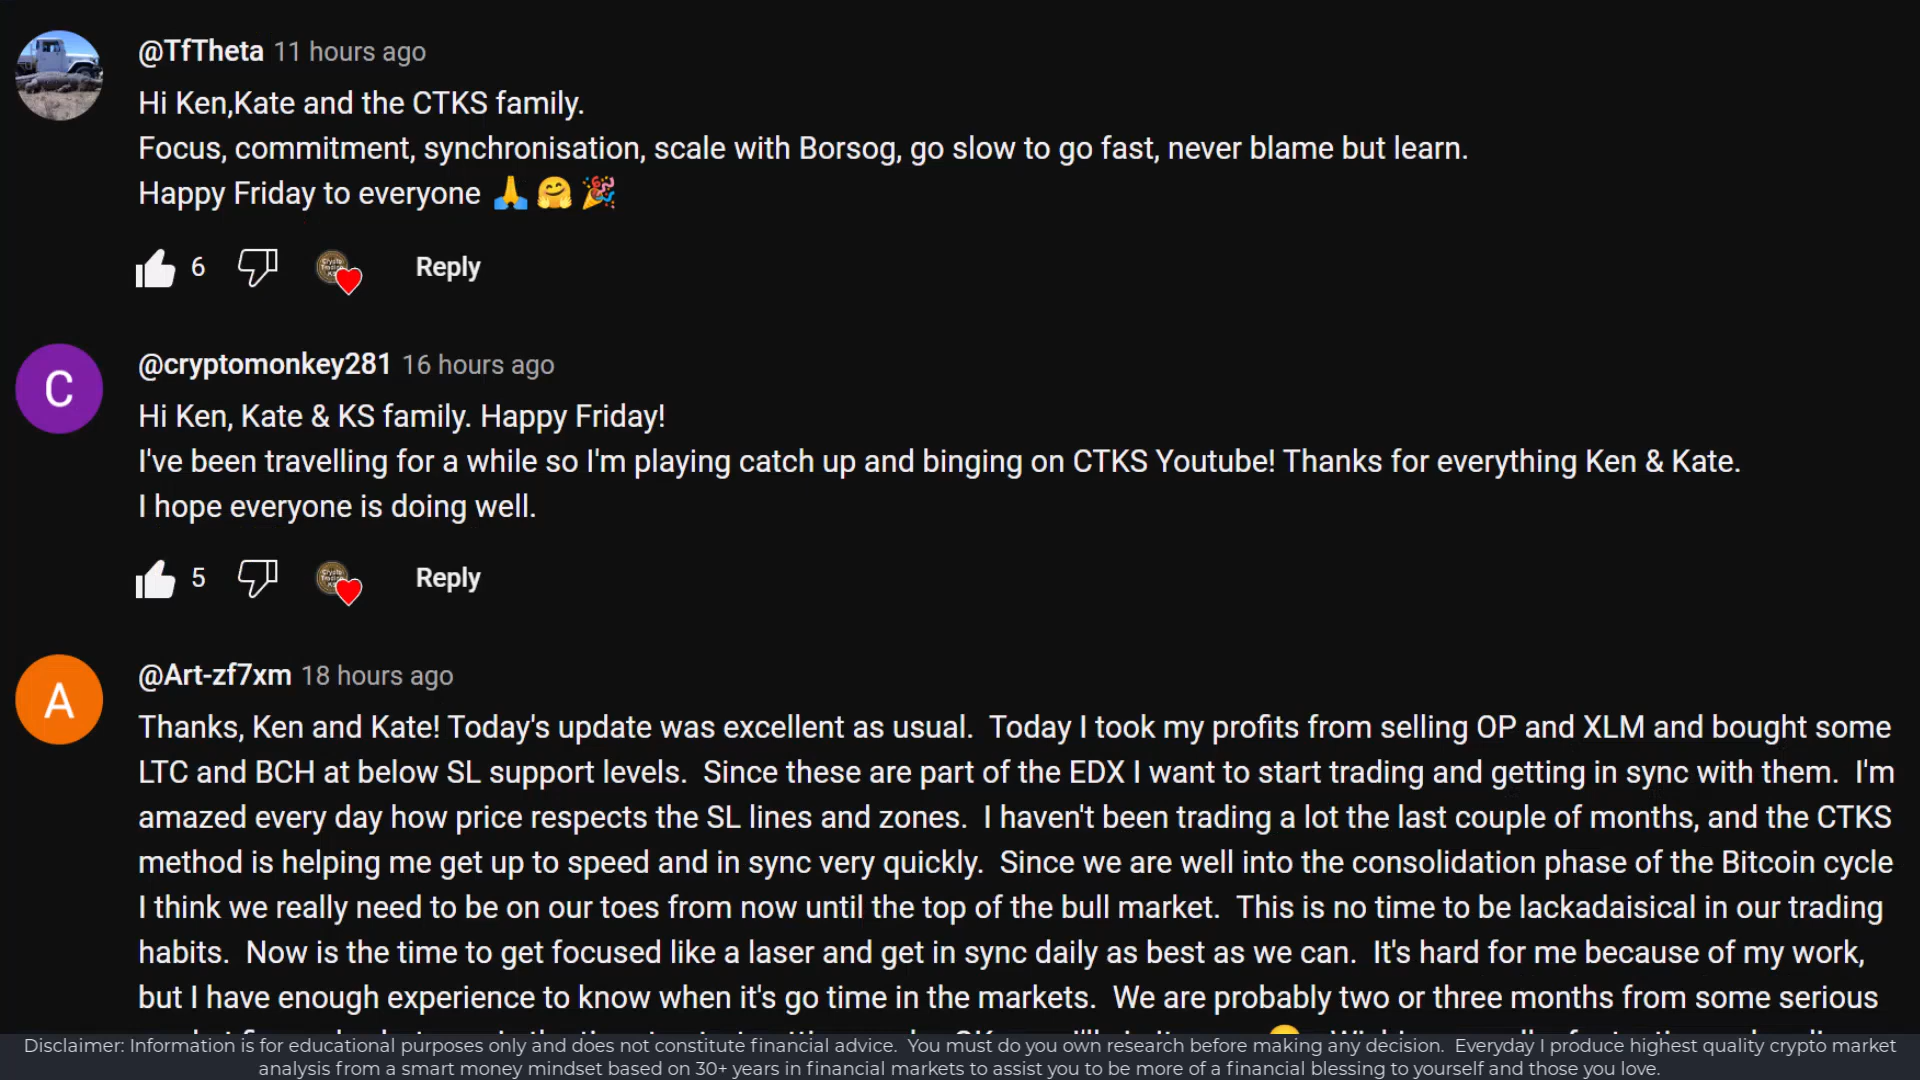 @TfTheta 11 hours ago
Hi Ken,Kate and the CTKS family.
Focus, commitment, synchronisation, scale with Borsog, go slow to go fast, never blame but learn.
Happy Friday to everyone 🙏🤗🎉
6 Reply
C
@cryptomonkey281 16 hours ago
Hi Ken, Kate & KS family. Happy Friday!
I've been travelling for a while so I'm playing catch up and binging on CTKS Youtube! Thanks for everything Ken & Kate.
I hope everyone is doing well.
5 Reply
A
@Art-zf7xm 18 hours ago
Thanks, Ken and Kate! Today's update was excellent as usual.  Today I took my profits from selling OP and XLM and bought some
LTC and BCH at below SL support levels.  Since these are part of the EDX I want to start trading and getting in sync with them.  I'm
amazed every day how price respects the SL lines and zones.  I haven't been trading a lot the last couple of months, and the CTKS
method is helping me get up to speed and in sync very quickly.  Since we are well into the consolidation phase of the Bitcoin cycle
I think we really need to be on our toes from now until the top of the bull market.  This is no time to be lackadaisical in our trading
habits.  Now is the time to get focused like a laser and get in sync daily as best as we can.  It's hard for me because of my work,
but I have enough experience to know when it's go time in the markets.  We are probably two or three months from some serious
Disclaimer: Information is for educational purposes only and does not constitute financial advice.  You must do you own research before making any decision.  Everyday I produce highest quality crypto market
analysis from a smart money mindset based on 30+ years in financial markets to assist you to be more of a financial blessing to yourself and those you love.